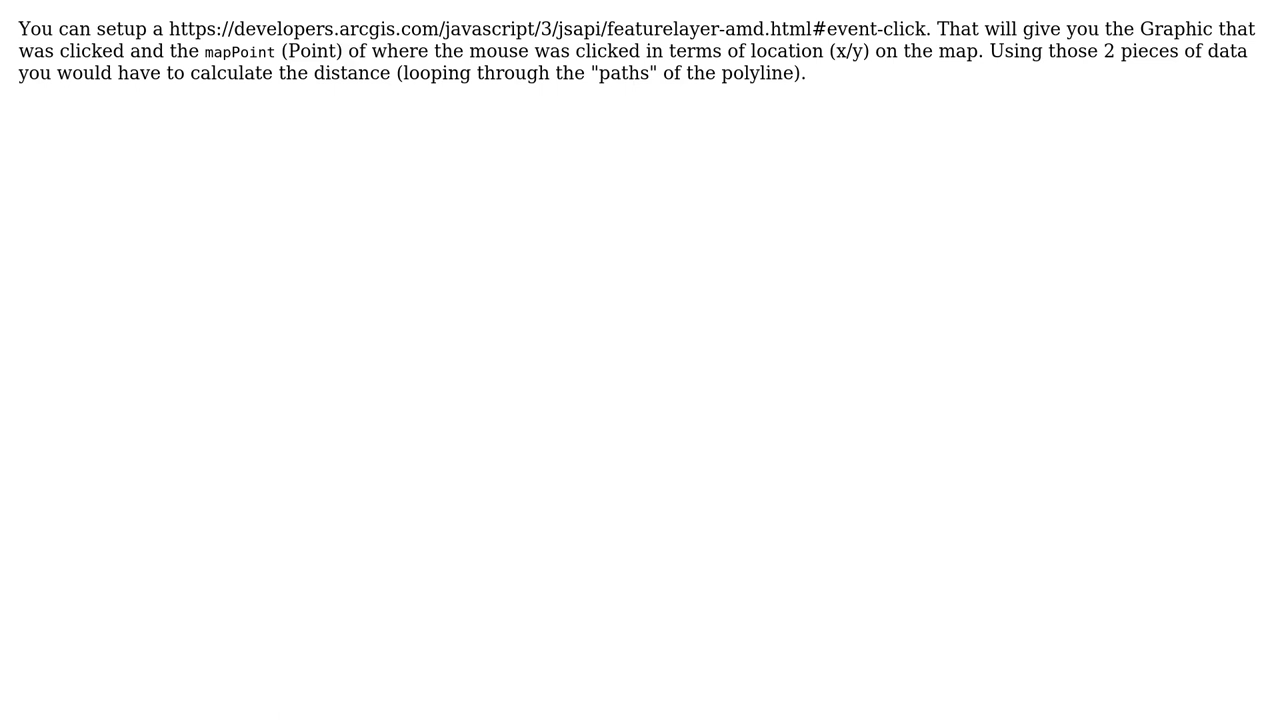 You can setup a https://developers.arcgis.com/javascript/3/jsapi/featurelayer-amd.html#event-click. That will give you the Graphic that
was clicked and the mapPoint (Point) of where the mouse was clicked in terms of location (x/y) on the map. Using those 2 pieces of data
you would have to calculate the distance (looping through the "paths" of the polyline).